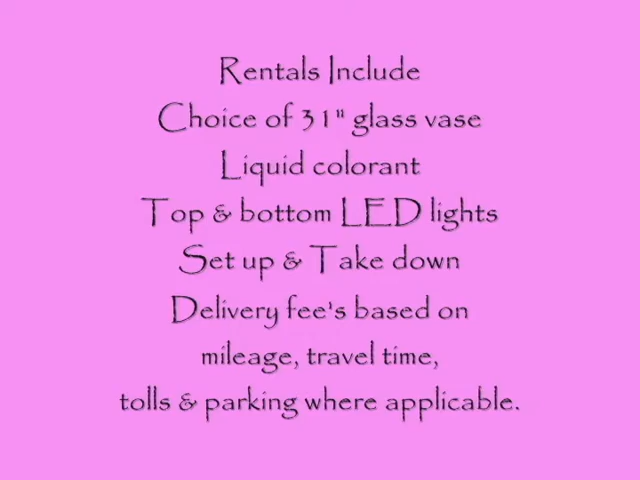 Rentals Include
Choice of 31" glass vase
Liquid colorant
Top & bottom LED lights
Set up & Take down
Delivery fee's based on
mileage, travel time,
tolls & parking where applicable.